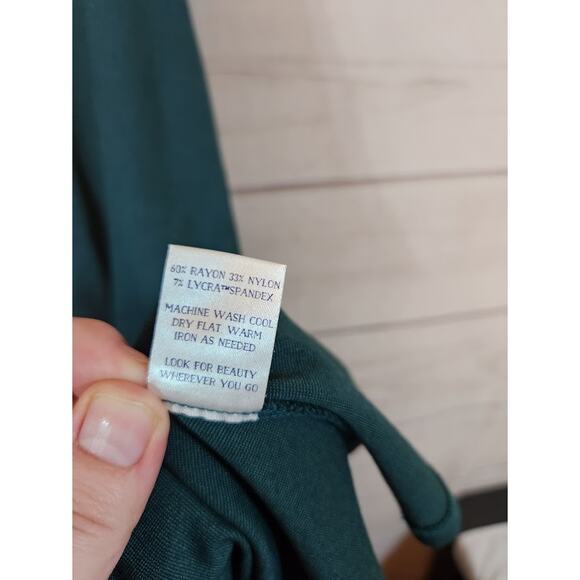 60% RAYON 33% NYLON
7% LYCRA™SPANDEX
MACHINE WASH COOL
DRY FLAT WARM
IRON AS NEEDED
LOOK FOR BEAUTY
WHEREVER YOU GO